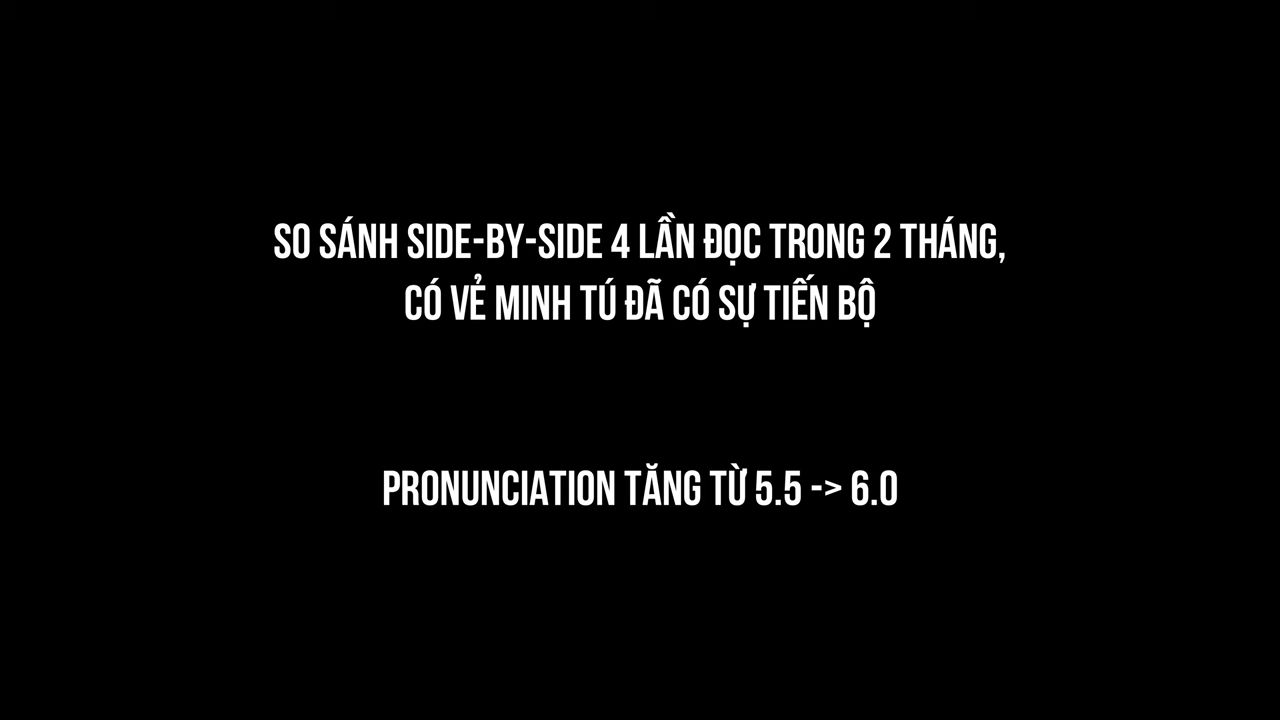 SO SÁNH SIDE-BY-SIDE 4 LẦN ĐỌC TRONG 2 THÁNG,
CÓ VẺ MINH TÚ ĐÃ CÓ SỰ TIẾN BỘ
PRONUNCIATION TĂNG TỪ 5.5 -> 6.0